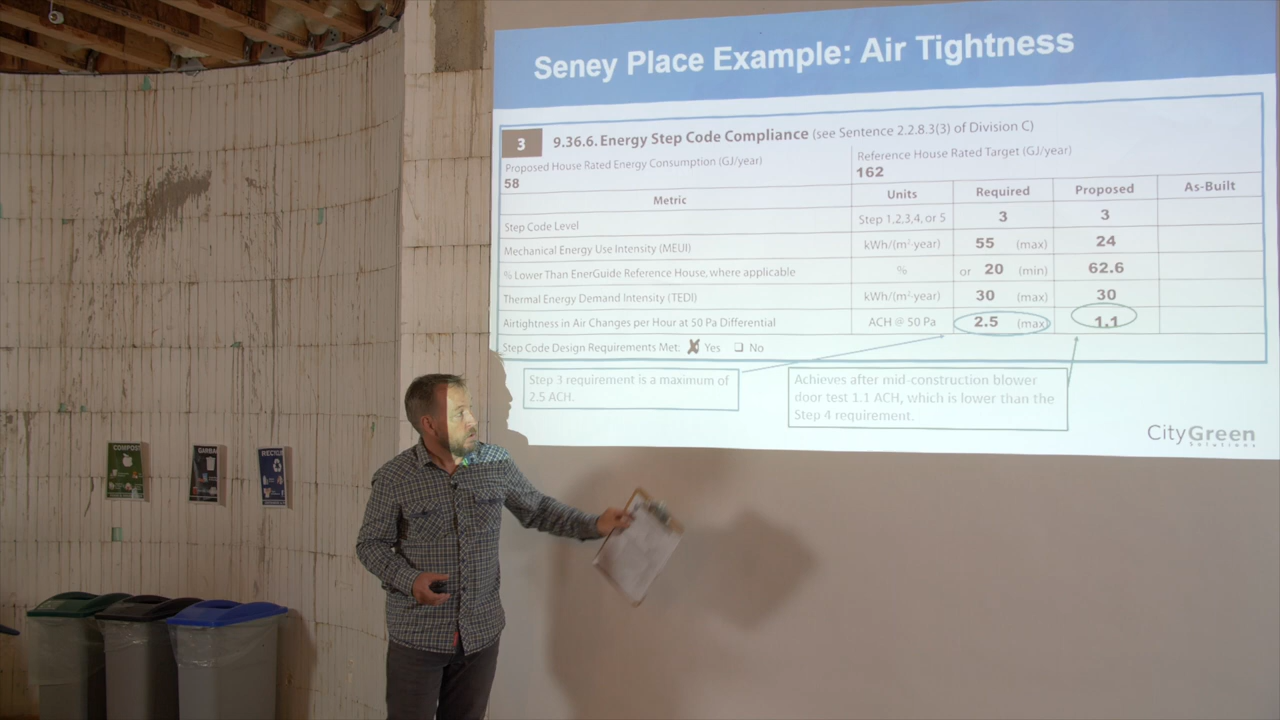 Seney Place Example: Air Tightness
3 9.36.6. Energy Step Code Compliance (see Sentence 2.2.8.3(3) of Division C)
Proposed House Rated Energy Consumption (GJ/year) Reference House Rated Target (GJ/year)
58 162
Metric Units Required Proposed As-Built
Step Code Level Step 1,2,3,4, or 5 3 3
Mechanical Energy Use Intensity (MEUI) kWh/(m²·year) 55 (max) 24
% Lower Than EnerGuide Reference House, where applicable % or 20 (min) 62.6
Thermal Energy Demand Intensity (TEDI) kWh/(m²·year) 30 (max) 30
Airtightness in Air Changes per Hour at 50 Pa Differential ACH @ 50 Pa 2.5 (max) 1.1
Step Code Design Requirements Met: Yes No
Step 3 requirement is a maximum of
2.5 ACH.
Achieves after mid-construction blower
door test 1.1 ACH, which is lower than the
Step 4 requirement.
CityGreen
Solutions
COMPOST
GARBAGE
RECYCLE